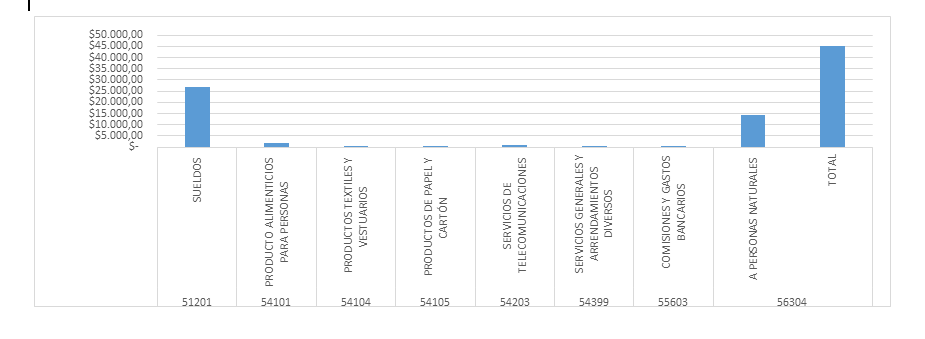 $50.000,00
$45.000,00
$40.000,00
$35.000,00
$30.000,00
$25.000,00
$20.000,00
$15.000,00
$10.000,00
$5.000,00
$-
SUELDOS
PRODUCTO ALIMENTICIOS
PARA PERSONAS
PRODUCTOS TEXTILES Y
VESTUARIOS
PRODUCTOS DE PAPEL Y
CARTÓN
SERVICIOS DE
TELECOMUNICACIONES
SERVICIOS GENERALES Y
ARRENDAMIENTOS
DIVERSOS
COMISIONES Y GASTOS
BANCARIOS
A PERSONAS NATURALES
TOTAL
51201
54101
54104
54105
54203
54399
55603
56304